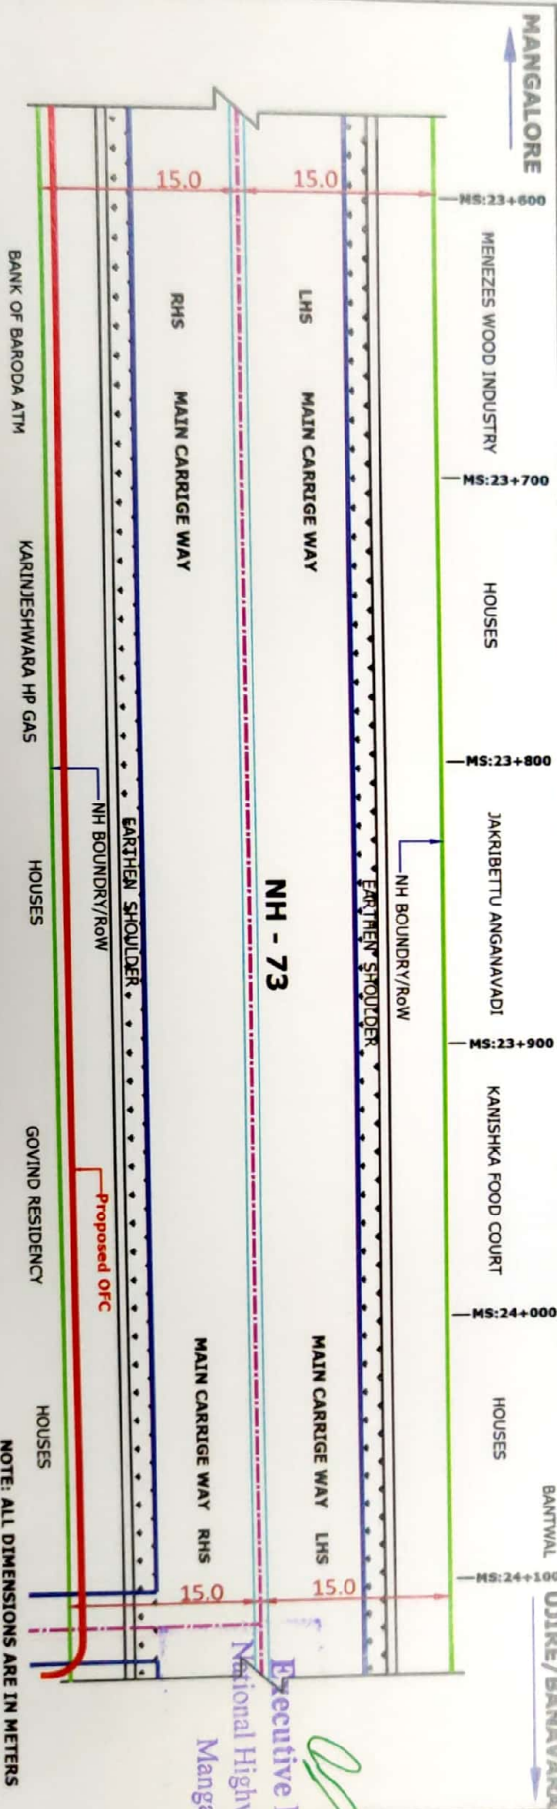 MANGALORE
MS:23+600
MENEZES WOOD INDUSTRY
MS:23+700
HOUSES
MS:23+800
JAKRIBETTU ANGANAVADI
MS:23+900
KANISHKA FOOD COURT
MS:24+000
HOUSES
BANTWAL
MS:24+100
15.0
15.0
LHS MAIN CARRIGE WAY
RHS MAIN CARRIGE WAY
NH BOUNDRY/RoW
EARTHEN SHOULDER
NH - 73
MAIN CARRIGE WAY LHS
MAIN CARRIGE WAY RHS
15.0
15.0
EARTHEN SHOULDER
NH BOUNDRY/RoW
Proposed OFC
BANK OF BARODA ATM
KARINJESHWARA HP GAS
HOUSES
GOVIND RESIDENCY
HOUSES
NOTE: ALL DIMENSIONS ARE IN METERS
Executive
National